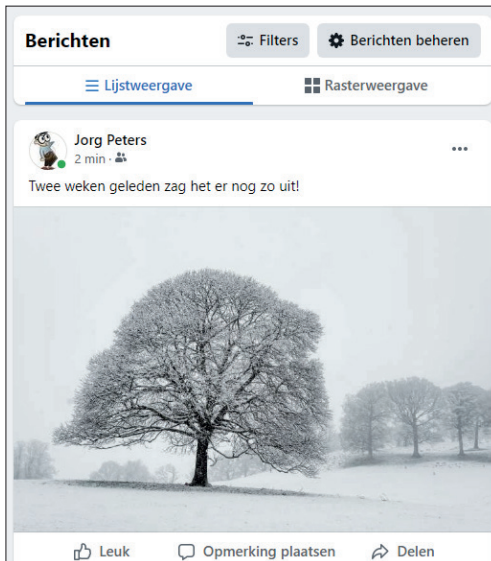 Berichten
Filters
Berichten beheren
Lijstweergave
Rasterweergave
Jorg Peters
2 min ·
Twee weken geleden zag het er nog zo uit!
Leuk
Opmerking plaatsen
Delen